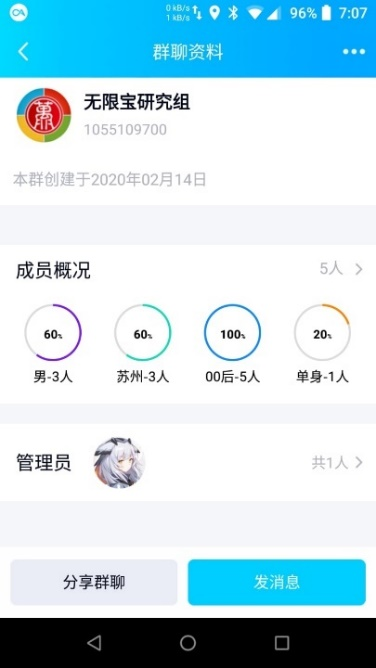 0 kB/s
1 kB/s
96%
7:07
群聊资料
無限
无限宝研究组
1055109700
本群创建于2020年02月14日
成员概况
5人
60%
60%
100%
20%
男-3人
苏州-3人
00后-5人
单身-1人
管理员
共1人
分享群聊
发消息